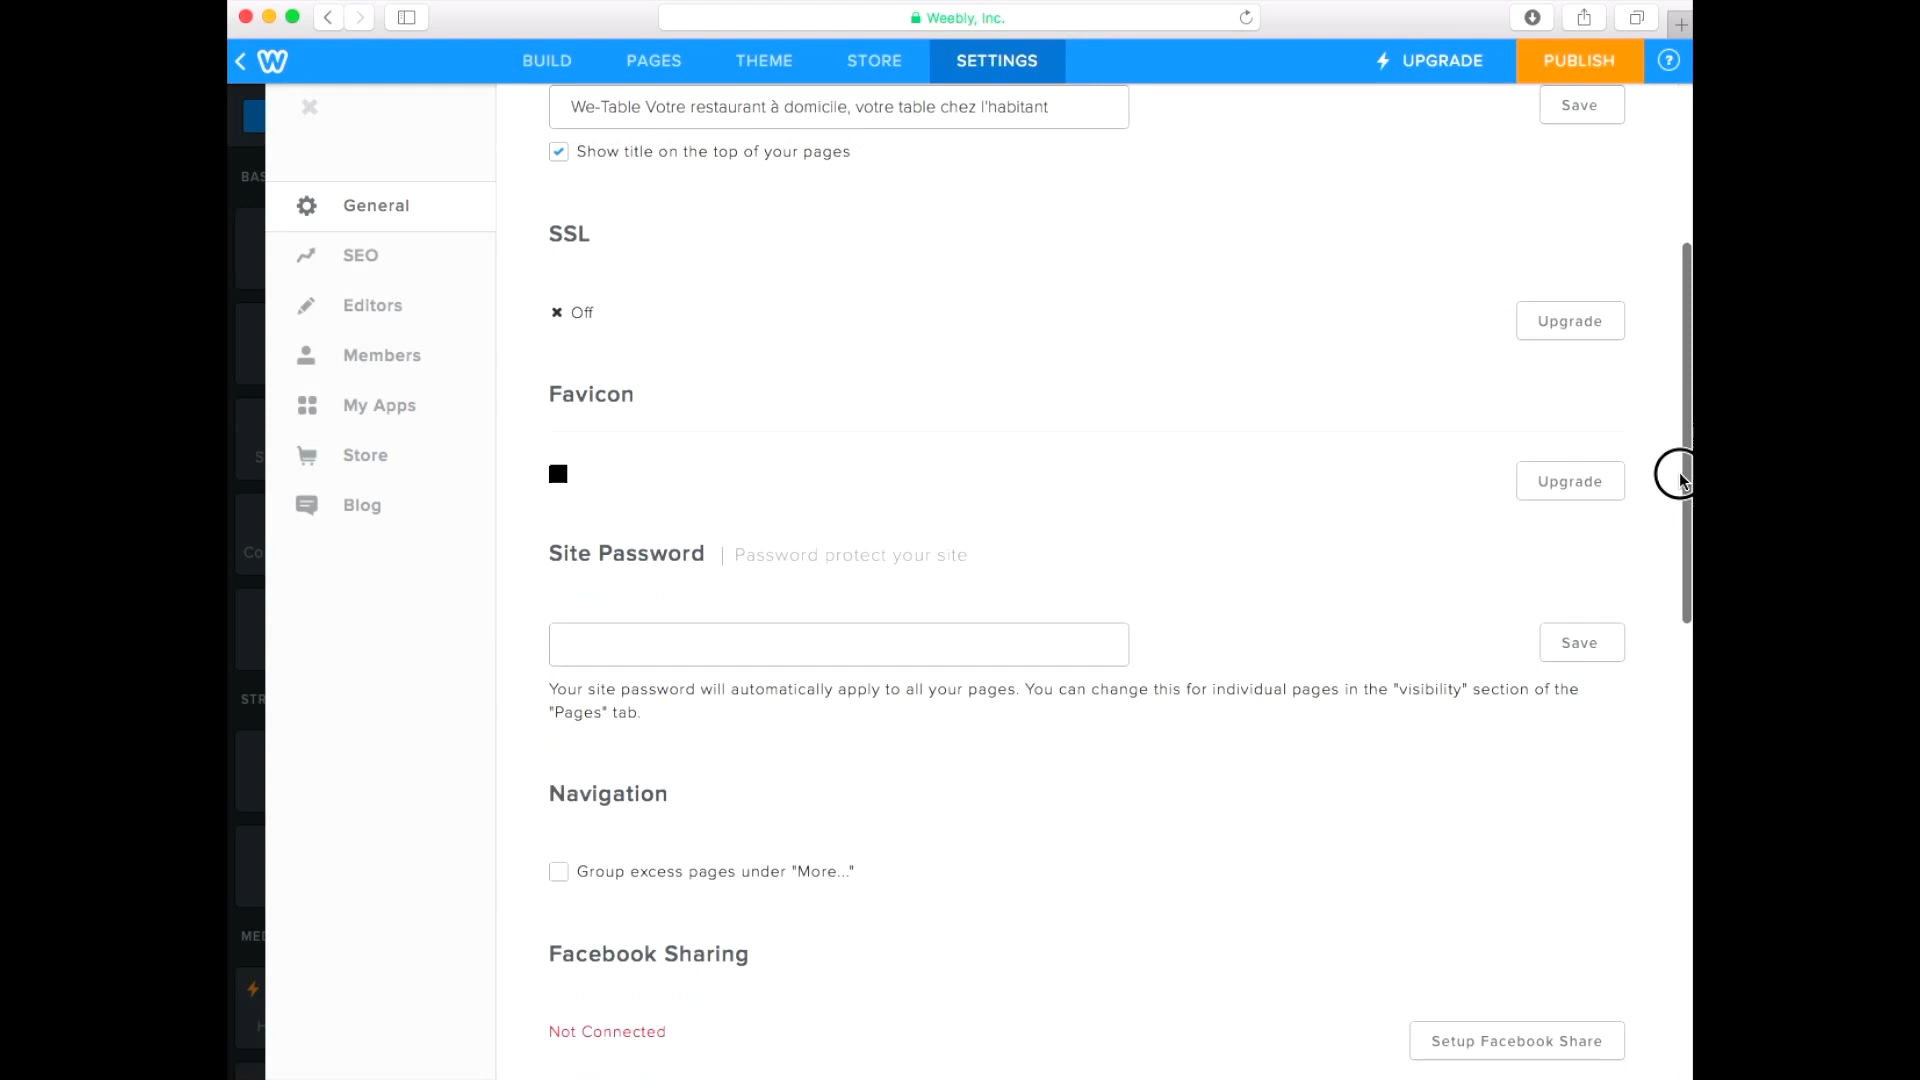 Weebly, Inc.
BUILD PAGES THEME STORE SETTINGS UPGRADE PUBLISH ?
We-Table Votre restaurant à domicile, votre table chez l'habitant
Save
Show title on the top of your pages
General
SEO
Editors
Members
My Apps
Store
Blog
SSL
Off
Upgrade
Favicon
Upgrade
Site Password | Password protect your site
Save
Your site password will automatically apply to all your pages. You can change this for individual pages in the "visibility" section of the
"Pages" tab.
Navigation
Group excess pages under "More..."
Facebook Sharing
Not Connected
Setup Facebook Share